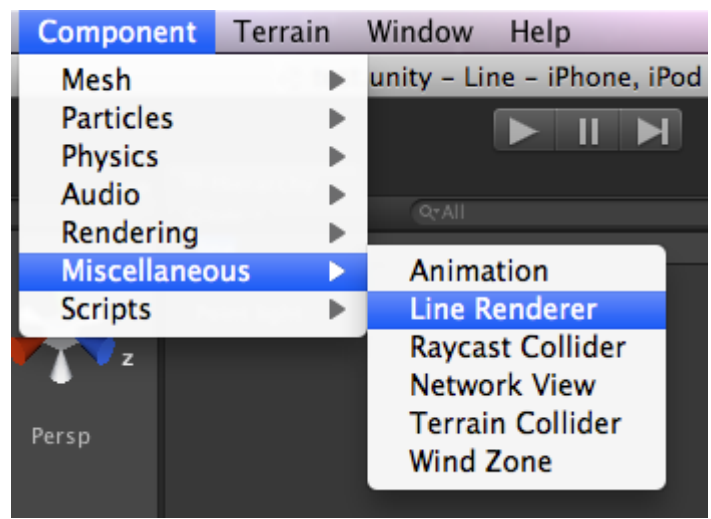 Component Terrain Window Help
unity – Line – iPhone, iPod
Mesh
Particles
Physics
Audio
Rendering
Miscellaneous
Scripts
All
Animation
Line Renderer
Raycast Collider
Network View
Terrain Collider
Wind Zone
z
Persp